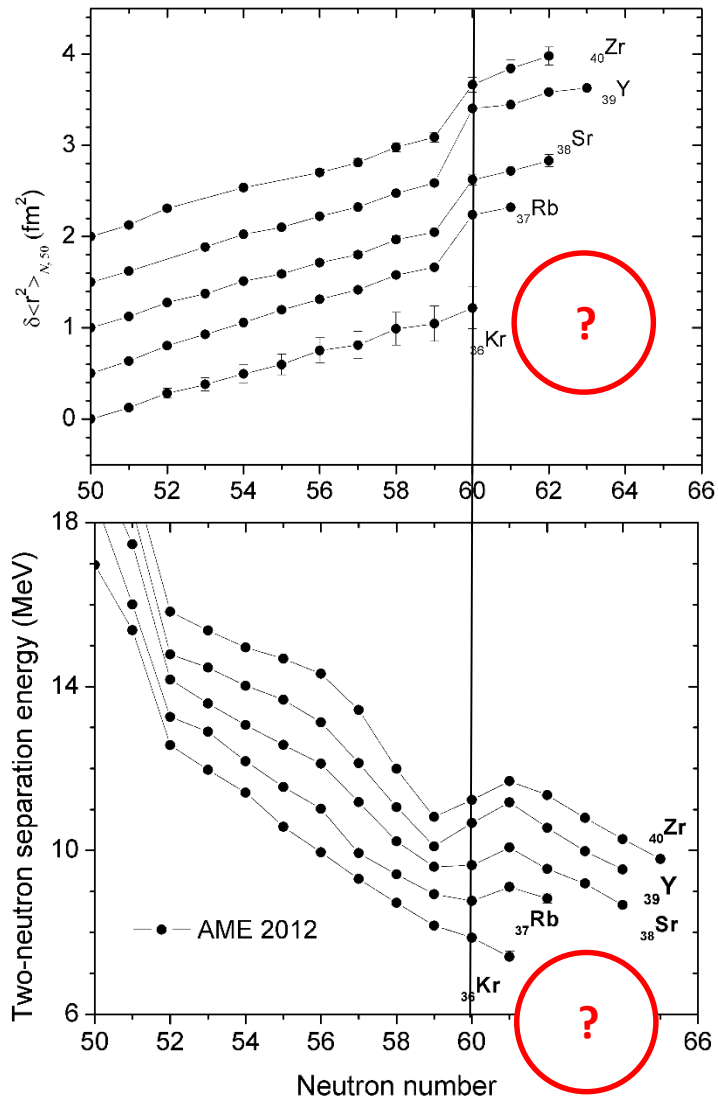 4
₄₀Zr
₃₉Y
3
₃₈Sr
₃₇Rb
2
δ<r²>N,50 (fm²)
?
1
₃₆Kr
0
50 52 54 56 58 60 62 64 66
18
14
10
6
Two-neutron separation energy (MeV)
₄₀Zr
₃₉Y
₃₈Sr
₃₇Rb
AME 2012
₃₆Kr
?
50 52 54 56 58 60 62 64 66
Neutron number